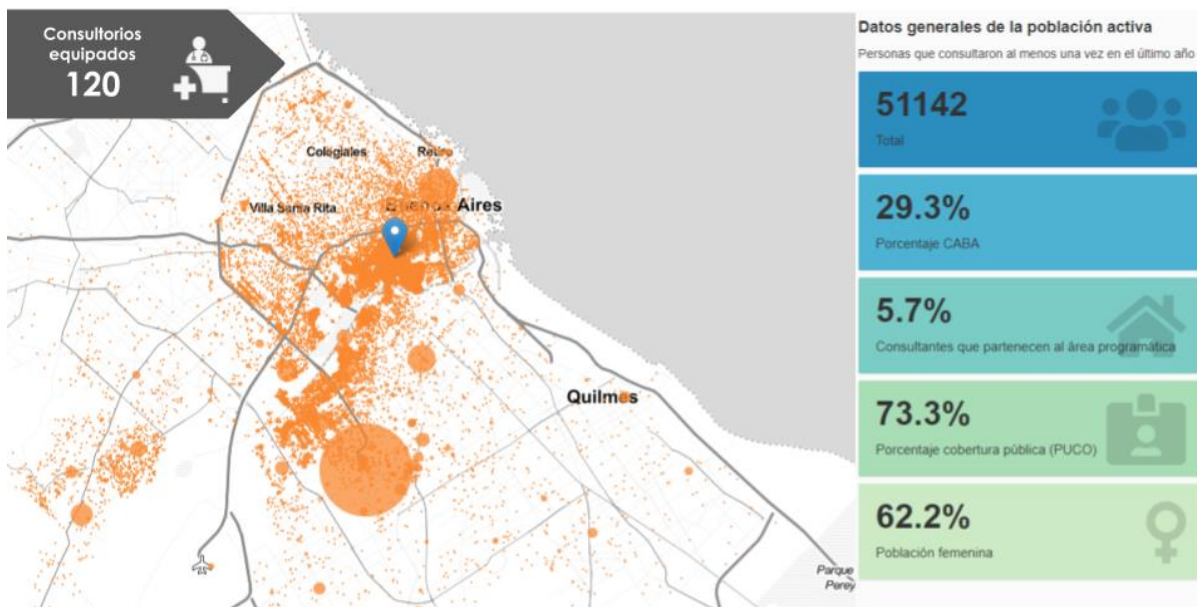 Consultorios
equipados
120
Colegiales
Retiro
Villa Santa Rita
Buenos Aires
Quilmes
Parque
Perey
Datos generales de la población activa
Personas que consultaron al menos una vez en el último año
51142
Total
29.3%
Porcentaje CABA
5.7%
Consultantes que partenecen al área programática
73.3%
Porcentaje cobertura pública (PUCO)
62.2%
Población femenina